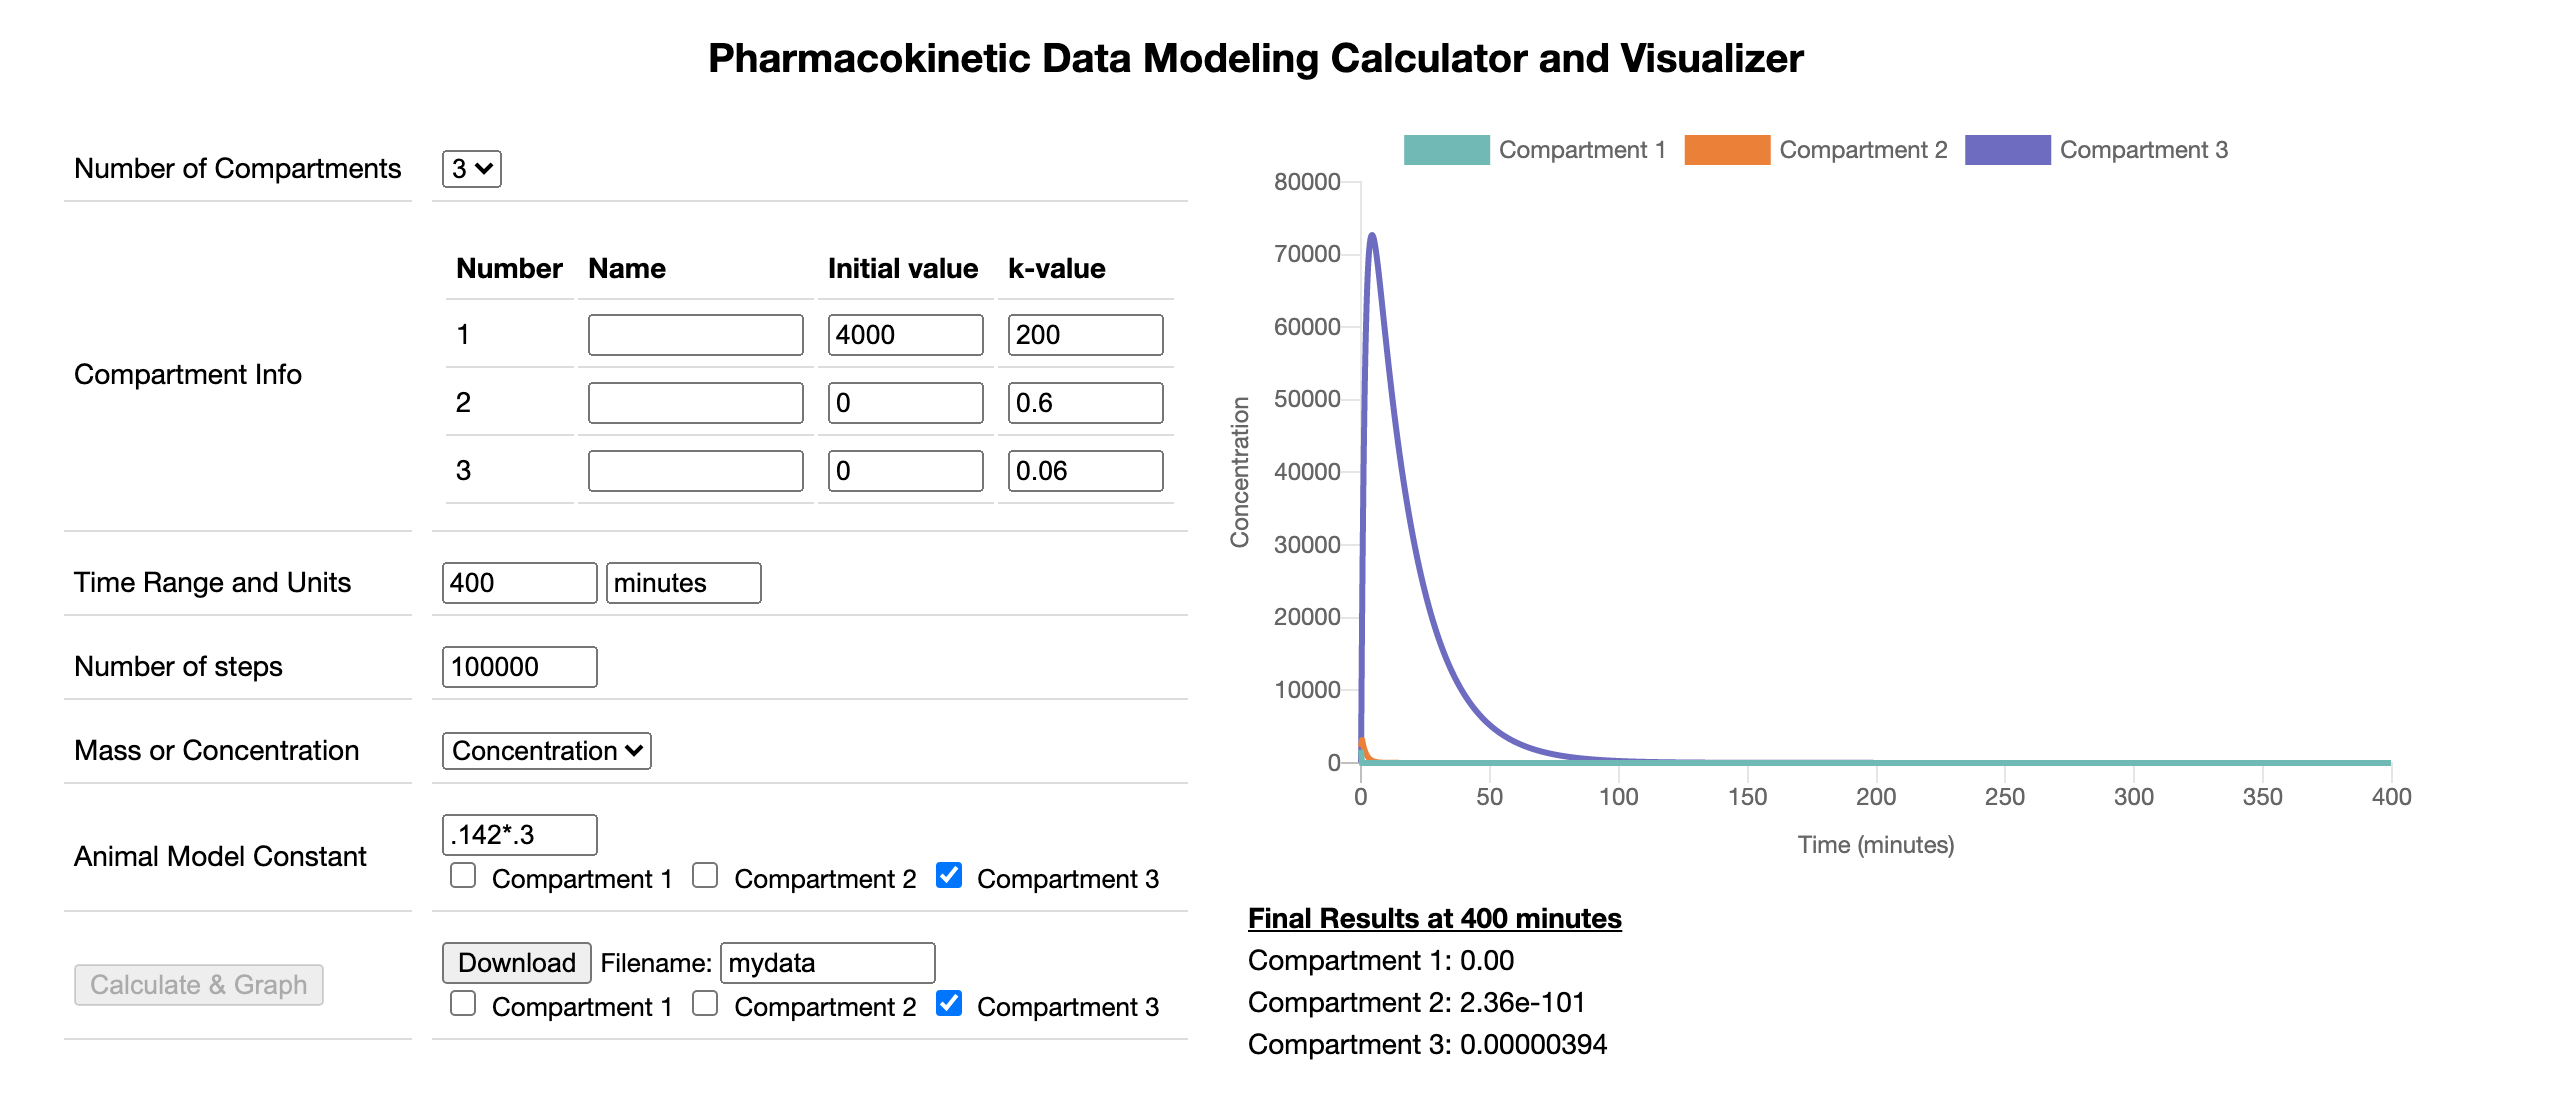 Pharmacokinetic Data Modeling Calculator and Visualizer
Number of Compartments 3
Compartment Info
Number Name Initial value k-value
1 4000 200
2 0 0.6
3 0 0.06
Time Range and Units 400 minutes
Number of steps 100000
Mass or Concentration Concentration
Animal Model Constant .142*.3
Compartment 1 Compartment 2 Compartment 3
Calculate & Graph Download Filename: mydata
Compartment 1 Compartment 2 Compartment 3
Compartment 1 Compartment 2 Compartment 3
80000
70000
60000
50000
40000
30000
20000
10000
0
Concentration
0 50 100 150 200 250 300 350 400
Time (minutes)
Final Results at 400 minutes
Compartment 1: 0.00
Compartment 2: 2.36e-101
Compartment 3: 0.00000394